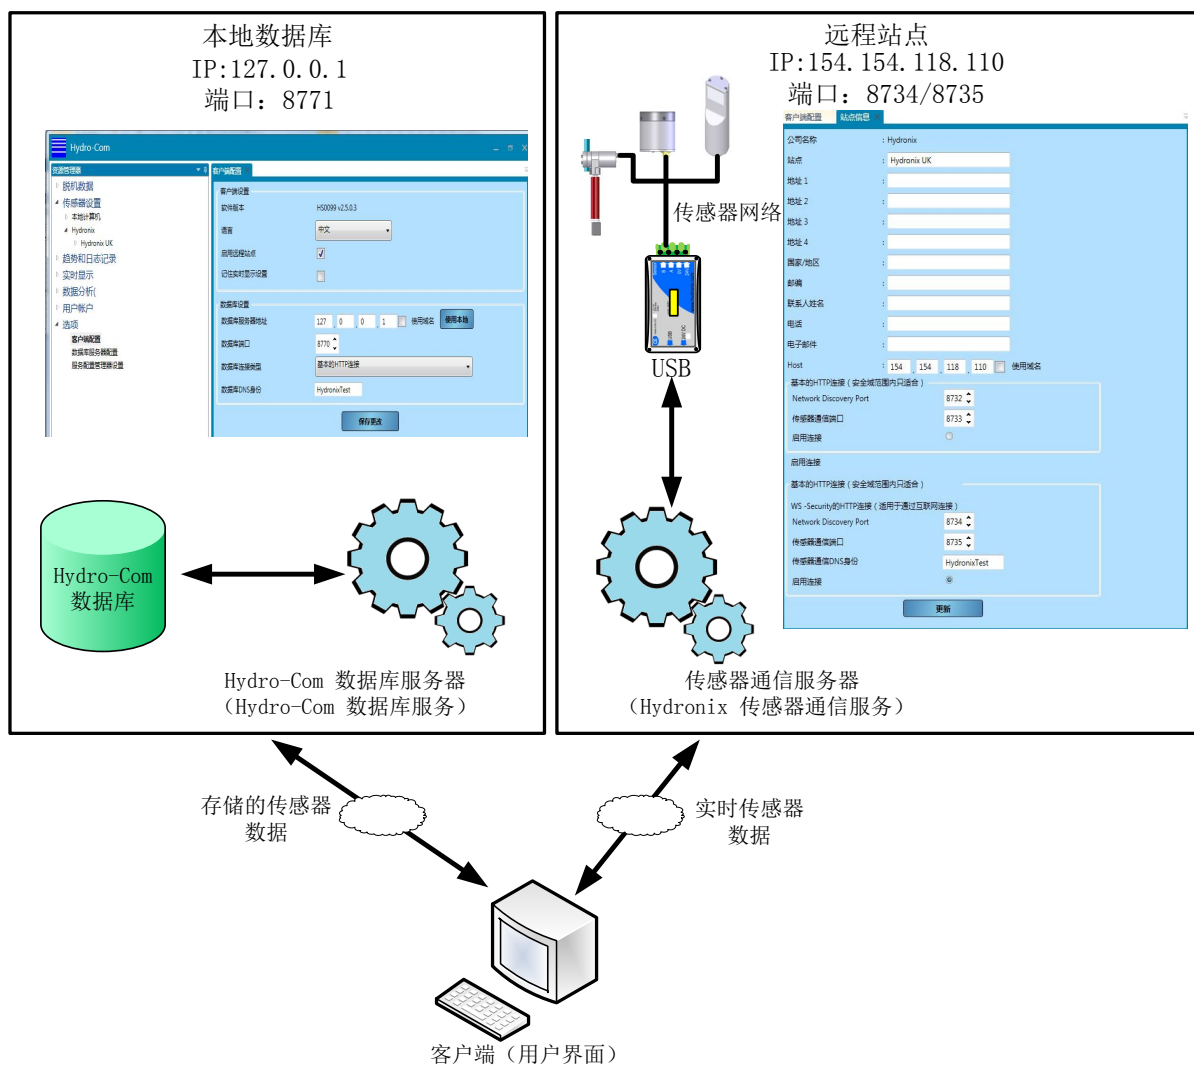 本地数据库
IP:127.0.0.1
端口: 8771
Hydro-Com
资源管理器
脱机数据
传感器设置
本地计算机
Hydronix
Hydronix UK
趋势和日志记录
实时显示
数据分析(
用户帐户
选项
客户端配置
数据库服务器配置
服务配置管理器设置
客户端配置
客户端设置
软件版本 HS0099 v2.5.0.3
语言 中文
启用远程站点
记住实时显示设置
数据库设置
数据库服务器地址 127 . 0 . 0 . 1 使用域名 使用本地
数据库端口 8770
数据库连接类型 基本的HTTP连接
数据库DNS身份 HydronixTest
保存更改
Hydro-Com
数据库
Hydro-Com 数据库服务器
(Hydro-Com 数据库服务)
远程站点
IP:154.154.118.110
端口: 8734/8735
传感器网络
USB
客户端配置 站点信息
公司名称 : Hydronix
站点 : Hydronix UK
地址 1 :
地址 2 :
地址 3 :
地址 4 :
国家/地区 :
邮编 :
联系人姓名 :
电话 :
电子邮件 :
Host : 154 . 154 . 118 . 110 使用域名
基本的HTTP连接 ( 安全域范围内只适合 )
Network Discovery Port 8732
传感器通信端口 8733
启用连接
启用连接
基本的HTTP连接 ( 安全域范围内只适合 )
WS -Security的HTTP连接 ( 适用于通过互联网连接 )
Network Discovery Port 8734
传感器通信端口 8735
传感器通信DNS身份 HydronixTest
启用连接
更新
传感器通信服务器
(Hydronix 传感器通信服务)
存储的传感器
数据
实时传感器
数据
客户端 (用户界面)